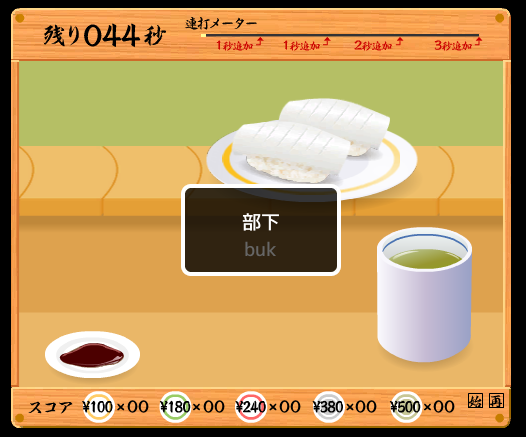 残り044秒
連打メーター
1秒追加 1秒追加 2秒追加 3秒追加
部下
buk
スコア ¥100×00 ¥180×00 ¥240×00 ¥380×00 ¥500×00 始 再